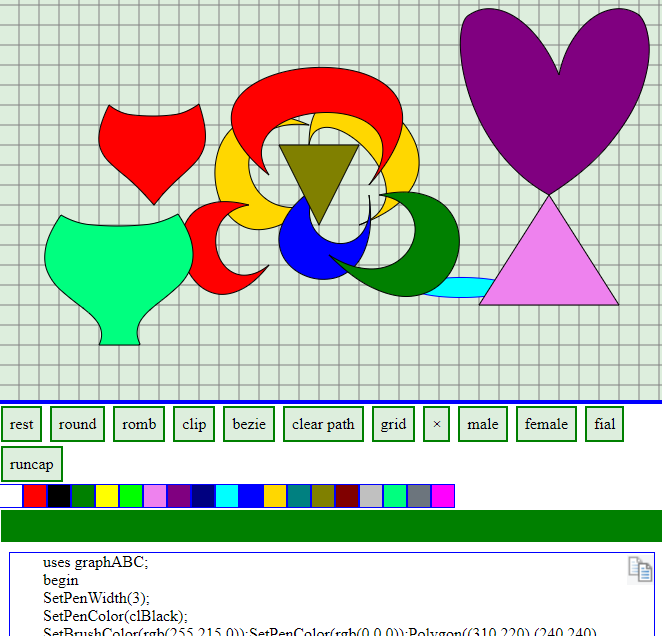 rest round romb clip bezie clear path grid × male female fial
runcap
uses graphABC;
begin
SetPenWidth(3);
SetPenColor(clBlack);
SetBrushColor(rgb(255,215,0));SetPenColor(rgb(0,0,0));Polygon((310,220),(240,240)